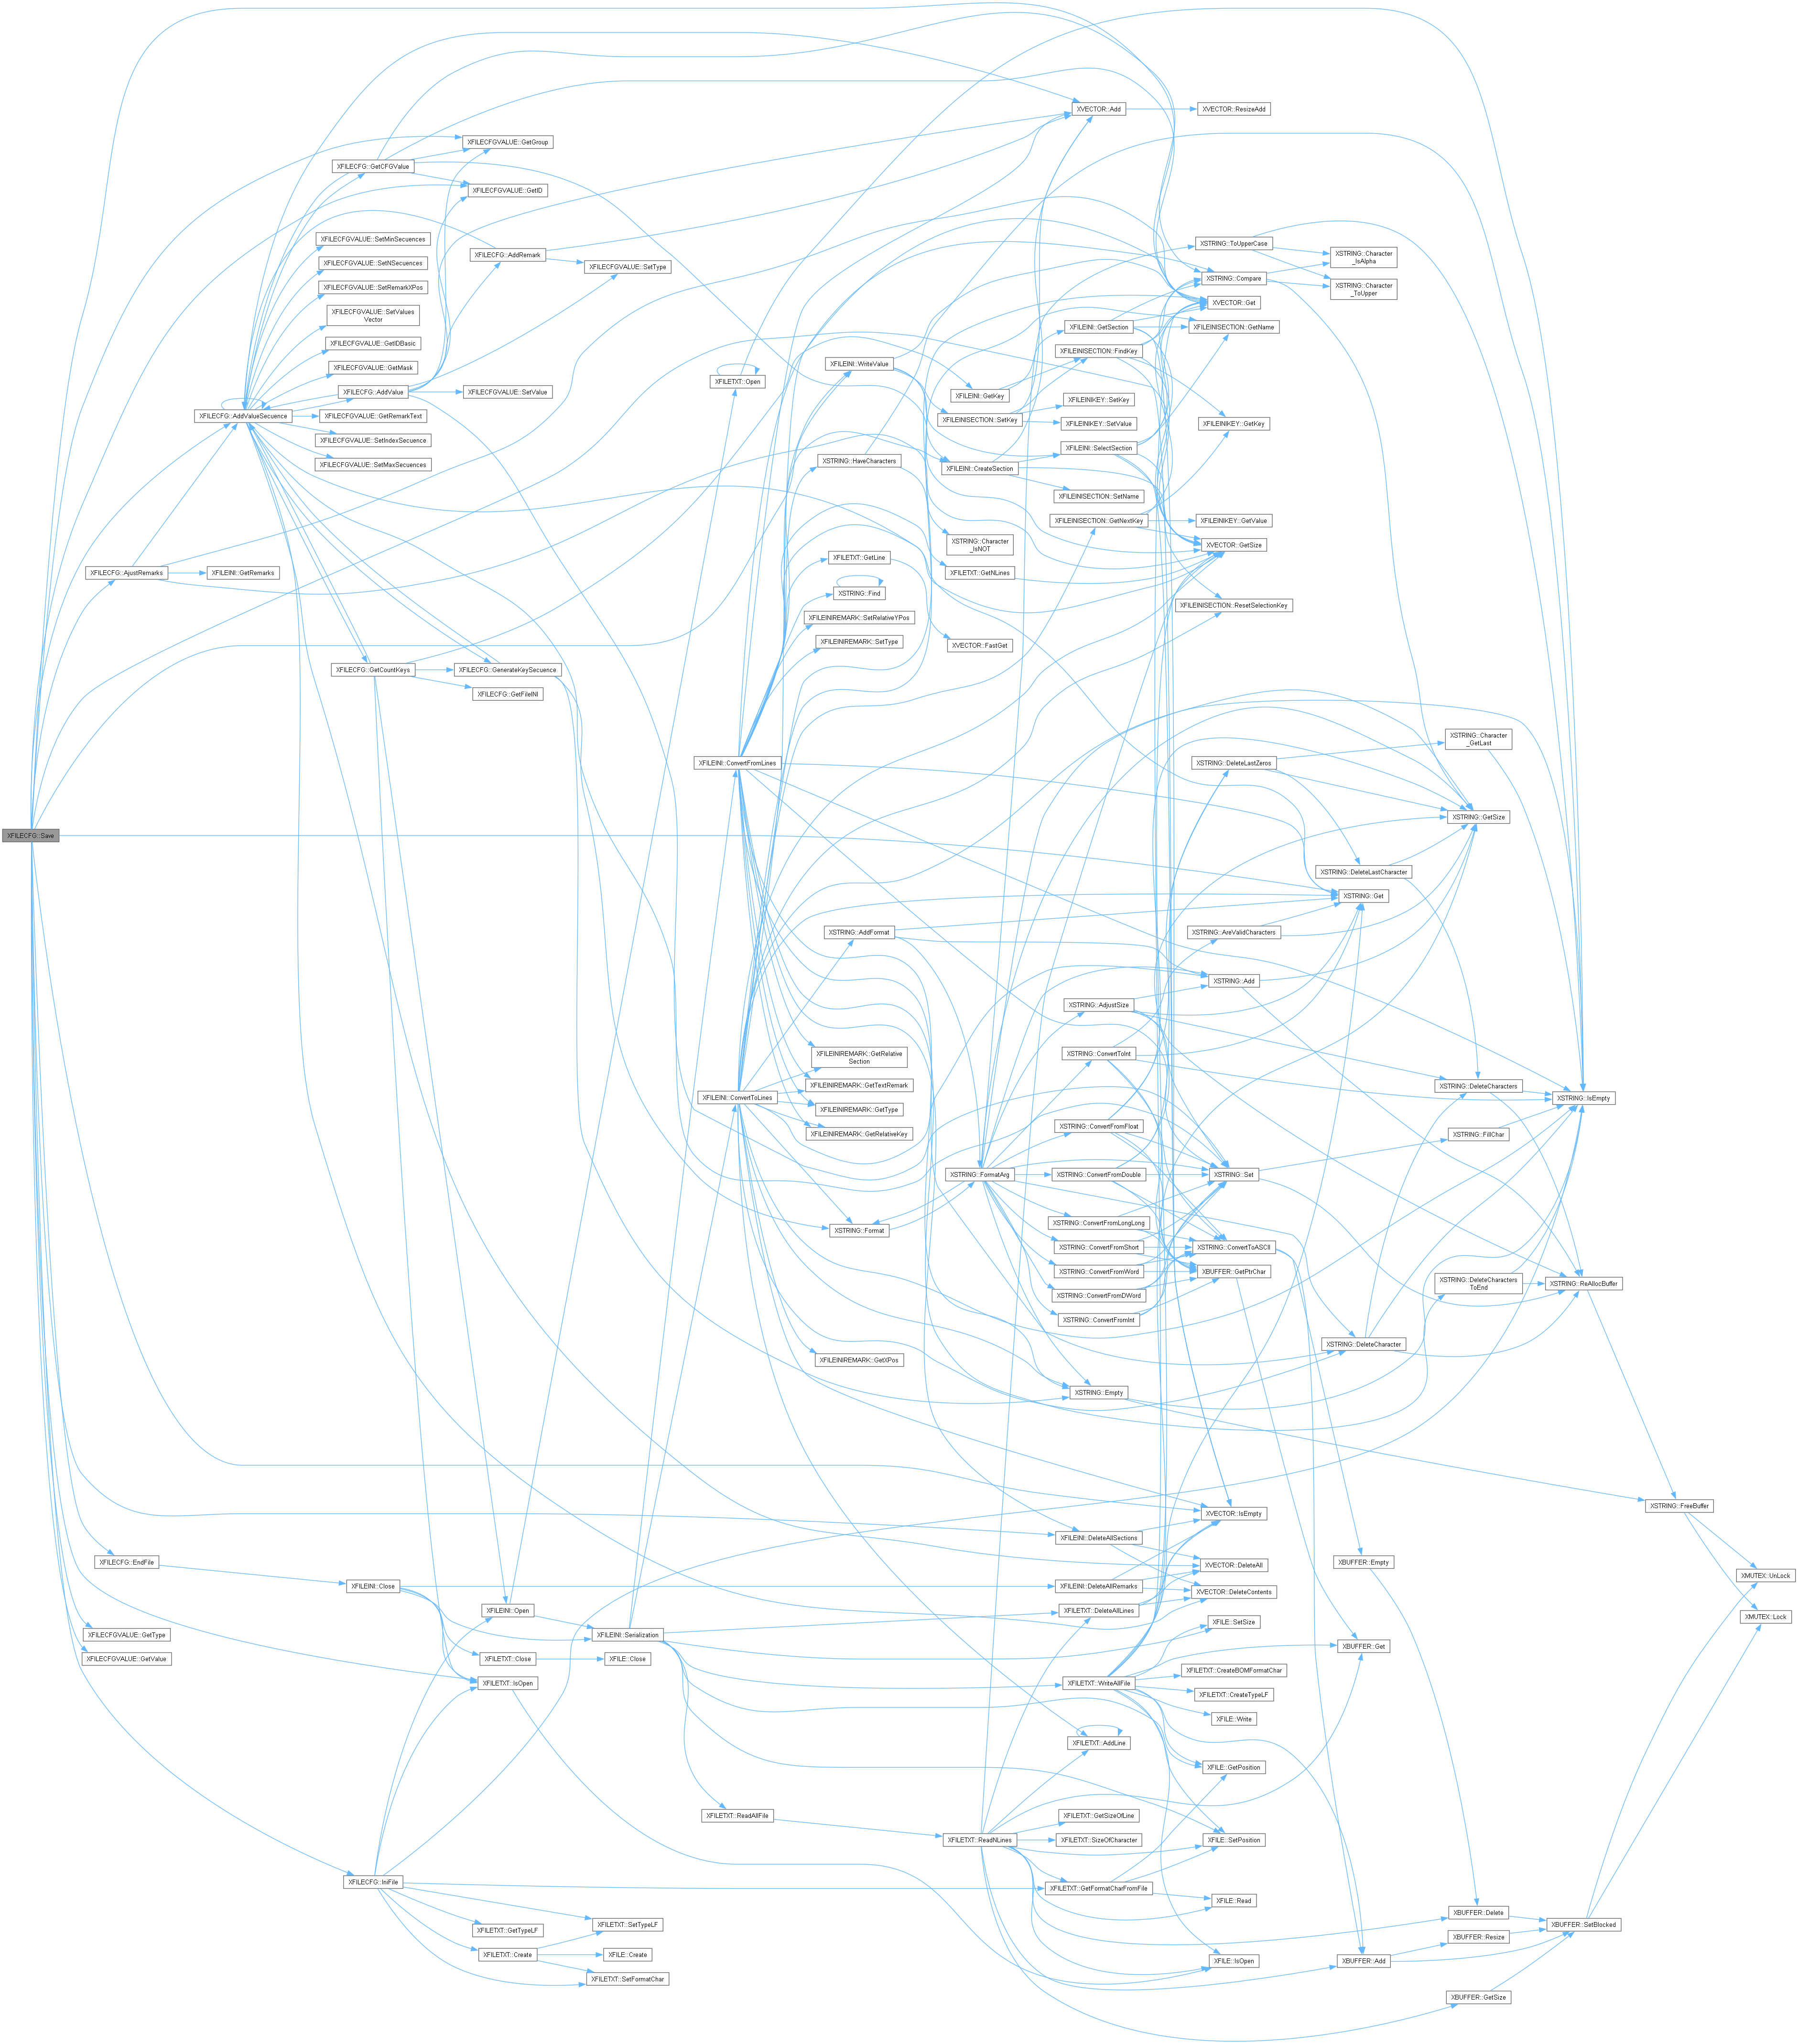 XFILECFG::Save
XFILECFG::AjustRemarks
XFILECFG::EndFile
XFILECFGVALUE::GetType
XFILECFGVALUE::GetValue
XFILECFG::AddValueSecuence
XFILEINI::GetRemarks
XFILECFG::GetCFGValue
XFILECFGVALUE::SetMinSecuences
XFILECFGVALUE::SetNSecuences
XFILECFGVALUE::SetRemarkXPos
XFILECFGVALUE::SetValues
Vector
XFILECFGVALUE::GetIDBasic
XFILECFGVALUE::GetMask
XFILECFG::AddValue
XFILECFGVALUE::GetRemarkText
XFILECFGVALUE::SetIndexSecuence
XFILECFGVALUE::SetMaxSecuences
XFILECFG::GetCountKeys
XFILEINI::Close
XFILECFG::IniFile
XFILECFGVALUE::GetGroup
XFILECFGVALUE::GetID
XFILECFG::AddRemark
XFILECFGVALUE::SetValue
XFILECFG::GenerateKeySecuence
XFILECFG::GetFileINI
XFILEINI::Open
XFILETXT::Close
XFILETXT::IsOpen
XFILETXT::GetTypeLF
XFILETXT::Create
XFILECFGVALUE::SetType
XFILEINI::Serialization
XFILE::Close
XFILETXT::SetTypeLF
XFILE::Create
XFILETXT::SetFormatChar
XFILETXT::Open
XFILEINI::ConvertFromLines
XFILEINI::ConvertToLines
XFILETXT::ReadAllFile
XFILEINI::WriteValue
XSTRING::HaveCharacters
XFILETXT::GetLine
XSTRING::Find
XFILEINIREMARK::SetRelativeYPos
XFILEINIREMARK::SetType
XSTRING::AddFormat
XFILEINIREMARK::GetRelative
Section
XFILEINIREMARK::GetTextRemark
XFILEINIREMARK::GetType
XFILEINIREMARK::GetRelativeKey
XSTRING::Format
XFILEINIREMARK::GetXPos
XFILEINI::GetKey
XFILEINISECTION::SetKey
XFILEINI::CreateSection
XSTRING::Character
_IsNOT
XFILETXT::GetNLines
XVECTOR::FastGet
XSTRING::FormatArg
XFILETXT::ReadNLines
XVECTOR::Add
XFILEINI::GetSection
XFILEINISECTION::FindKey
XFILEINIKEY::SetKey
XFILEINIKEY::SetValue
XFILEINI::SelectSection
XFILEINISECTION::SetName
XFILEINISECTION::GetNextKey
XSTRING::AdjustSize
XSTRING::ConvertToInt
XSTRING::ConvertFromFloat
XSTRING::ConvertFromDouble
XSTRING::ConvertFromLongLong
XSTRING::ConvertFromShort
XSTRING::ConvertFromWord
XSTRING::ConvertFromDWord
XSTRING::ConvertFromInt
XSTRING::Empty
XFILEINI::DeleteAllSections
XFILEINI::DeleteAllRemarks
XFILETXT::DeleteAllLines
XFILETXT::WriteAllFile
XFILETXT::AddLine
XFILETXT::GetSizeOfLine
XFILETXT::SizeOfCharacter
XFILETXT::GetFormatCharFromFile
XVECTOR::ResizeAdd
XSTRING::ToUpperCase
XSTRING::Compare
XVECTOR::Get
XFILEINISECTION::GetName
XFILEINIKEY::GetKey
XFILEINIKEY::GetValue
XVECTOR::GetSize
XFILEINISECTION::ResetSelectionKey
XSTRING::DeleteLastZeros
XSTRING::AreValidCharacters
XSTRING::Add
XSTRING::Set
XSTRING::ConvertToASCII
XBUFFER::GetPtrChar
XVECTOR::IsEmpty
XVECTOR::DeleteAll
XVECTOR::DeleteContents
XFILE::SetSize
XFILETXT::CreateBOMFormatChar
XFILETXT::CreateTypeLF
XFILE::Write
XFILE::GetPosition
XFILE::SetPosition
XFILE::Read
XFILE::IsOpen
XSTRING::Character
_IsAlpha
XSTRING::Character
_ToUpper
XSTRING::DeleteLastCharacter
XSTRING::Get
XSTRING::DeleteCharacter
XBUFFER::Empty
XBUFFER::Get
XBUFFER::Add
XSTRING::Character
_GetLast
XSTRING::GetSize
XSTRING::DeleteCharacters
XSTRING::FillChar
XSTRING::DeleteCharacters
ToEnd
XBUFFER::Delete
XBUFFER::Resize
XBUFFER::GetSize
XSTRING::IsEmpty
XSTRING::ReAllocBuffer
XBUFFER::SetBlocked
XSTRING::FreeBuffer
XMUTEX::UnLock
XMUTEX::Lock